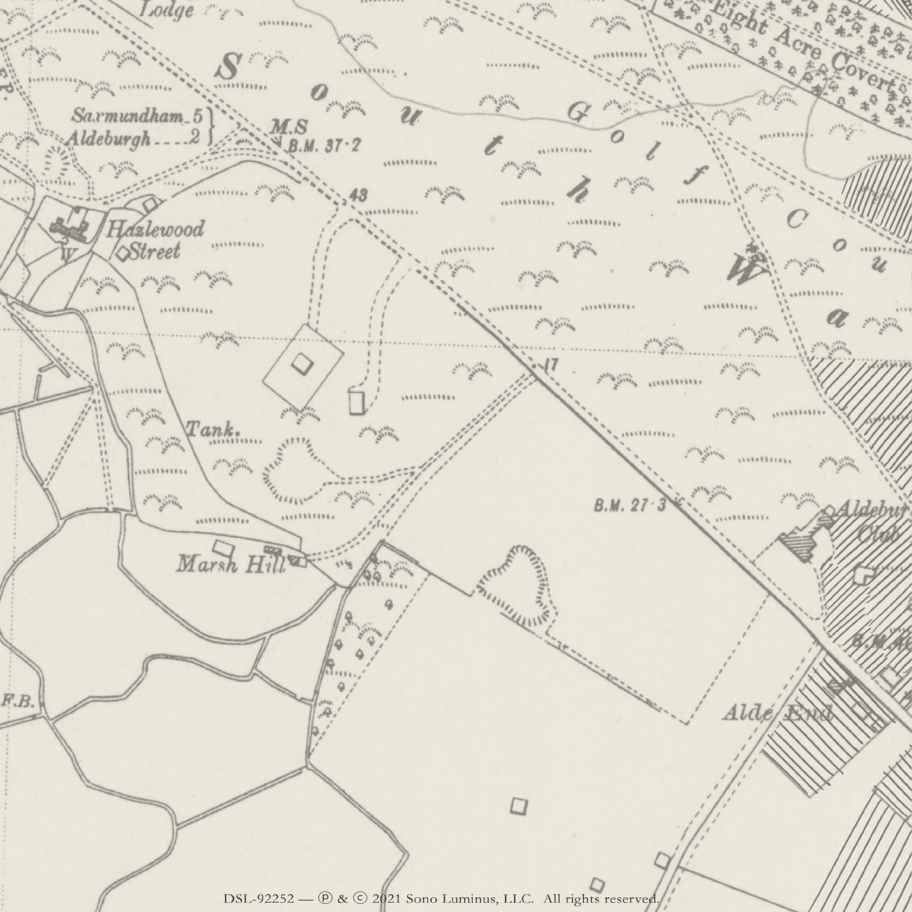 Lodge
Eight Acre Covert
F.P.
South W
Saxmundham 5
Aldeburgh 2
M.S
B.M. 37·2
Golf Cou
43
Hazlewood
Street
W
a
17
Tank.
B.M. 27·3
Aldebur
Club
Marsh Hill
F.B.
Alde End
DSL-92252 — Ⓟ & © 2021 Sono Luminus, LLC. All rights reserved.